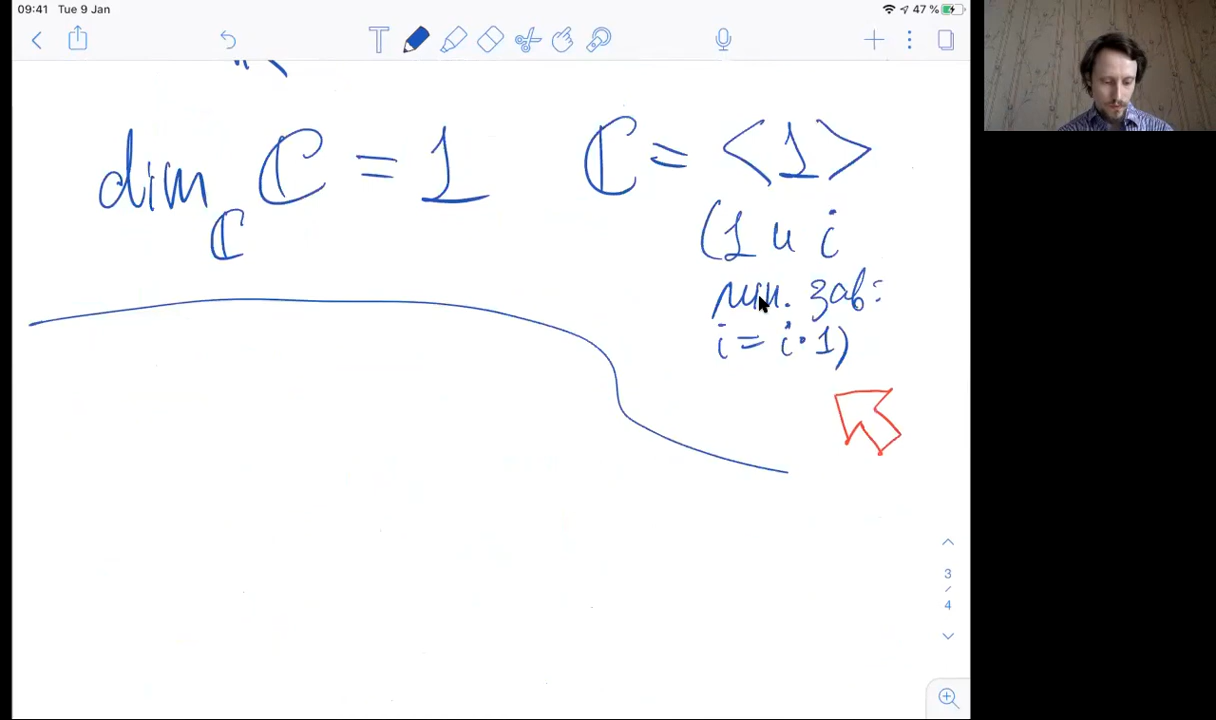 09:41 Tue 9 Jan
47 %
T
dim_ℂ ℂ = 1
ℂ = <1>
(1 и i
лин. зав:
i = i · 1)
3
/
4